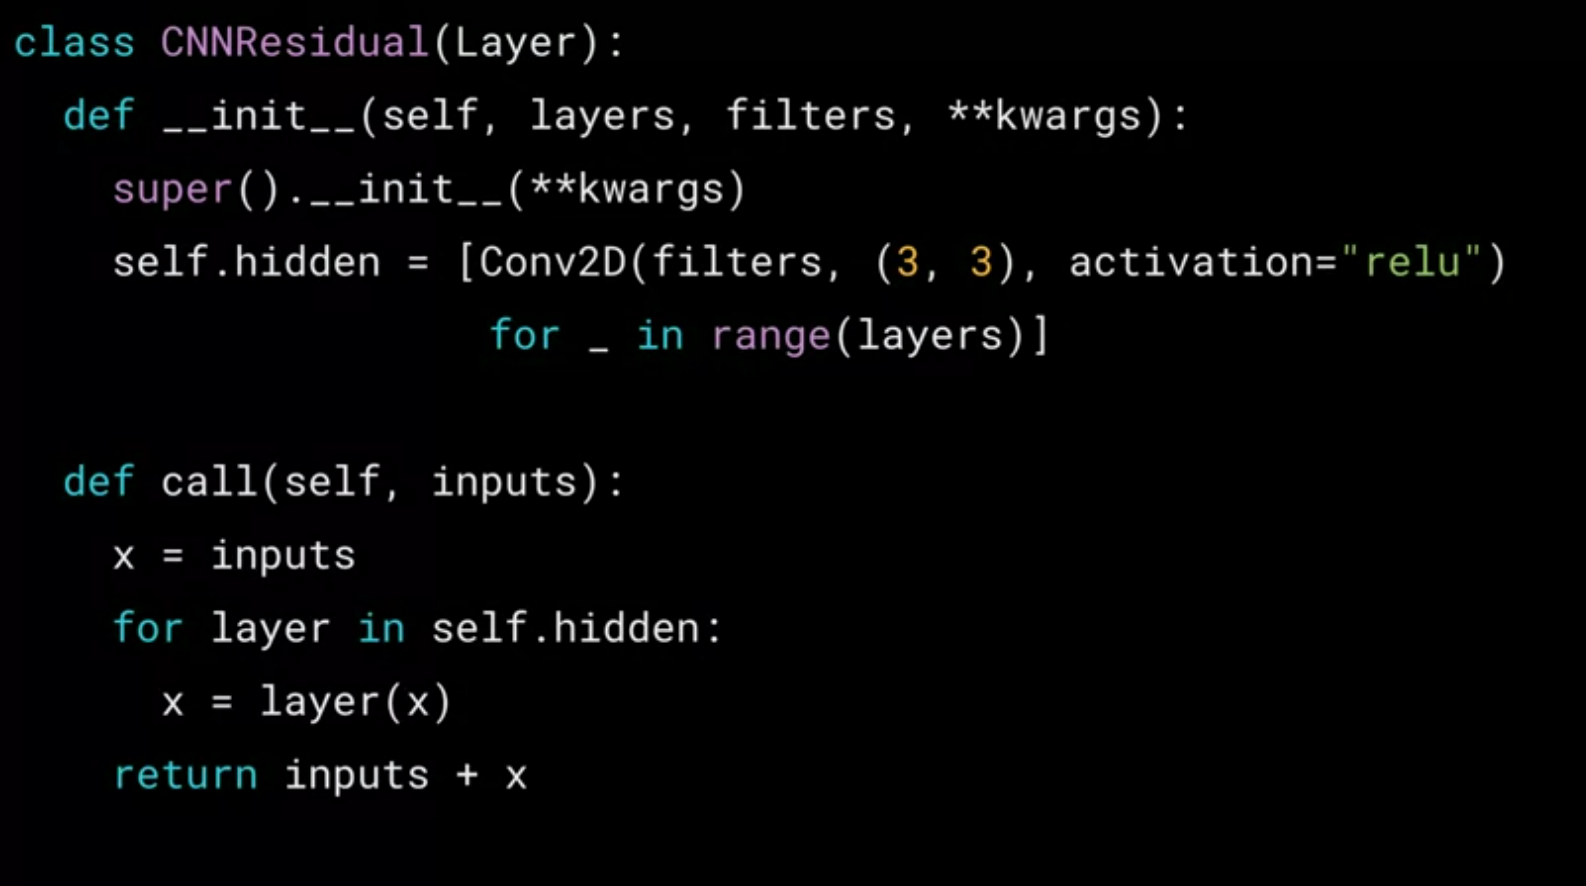 class CNNResidual(Layer):
  def __init__(self, layers, filters, **kwargs):
    super().__init__(**kwargs)
    self.hidden = [Conv2D(filters, (3, 3), activation="relu")
                   for _ in range(layers)]

  def call(self, inputs):
    x = inputs
    for layer in self.hidden:
      x = layer(x)
    return inputs + x